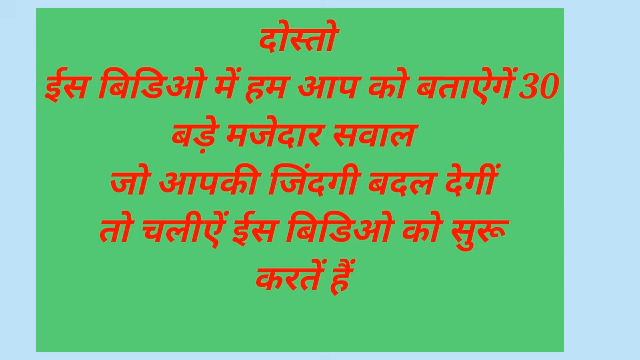 दोस्तो
ईस बिडिओ में हम आप को बताऐगें 30
बड़े मजेदार सवाल
जो आपकी जिंदगी बदल देगीं
तो चलीऐं ईस बिडिओ को सुरू
करतें हैं